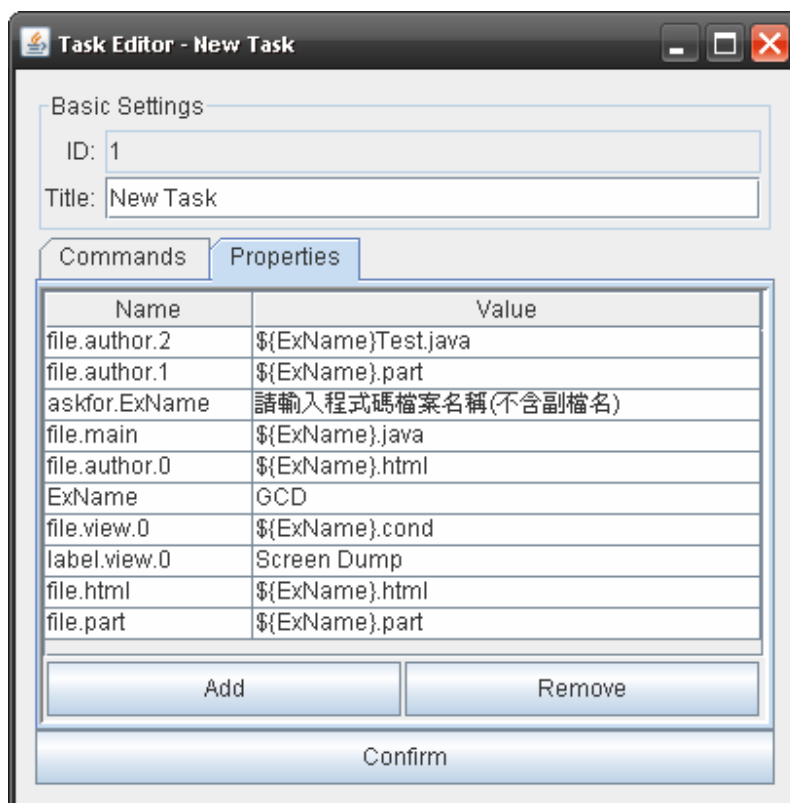 Task Editor - New Task
Basic Settings
ID: 1
Title: New Task
Commands Properties
Name Value
file.author.2 ${ExName}Test.java
file.author.1 ${ExName}.part
askfor.ExName 請輸入程式碼檔案名稱(不含副檔名)
file.main ${ExName}.java
file.author.0 ${ExName}.html
ExName GCD
file.view.0 ${ExName}.cond
label.view.0 Screen Dump
file.html ${ExName}.html
file.part ${ExName}.part
Add Remove
Confirm